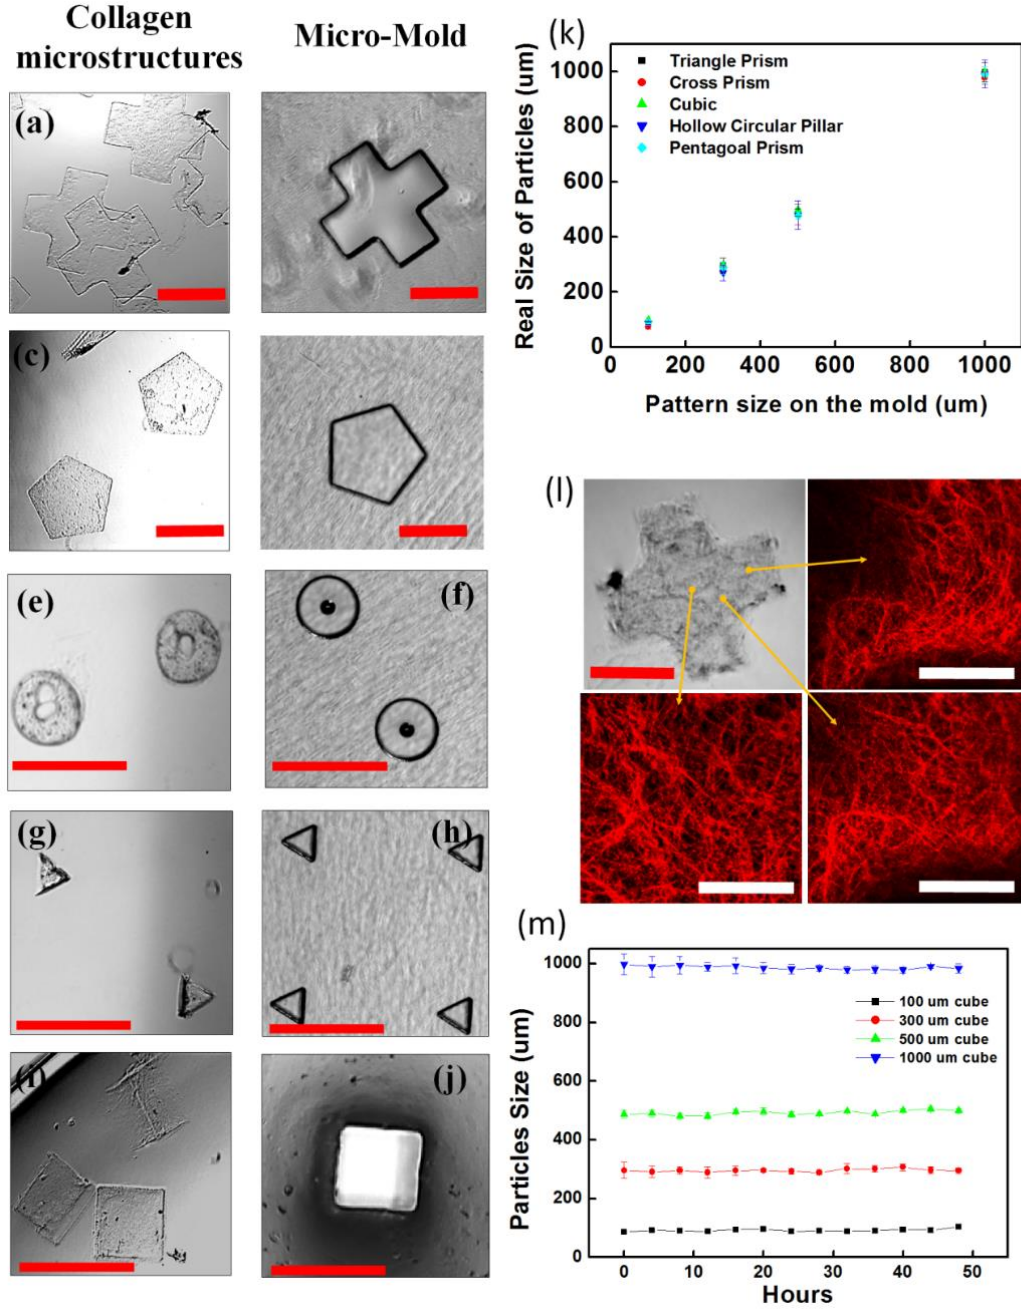 Collagen
microstructures
Micro-Mold
(a)
(c)
(e)
(f)
(g)
(h)
(i)
(j)
(k)
Real Size of Particles (um)
1000
800
600
400
200
0
Triangle Prism
Cross Prism
Cubic
Hollow Circular Pillar
Pentagoal Prism
0 200 400 600 800 1000
Pattern size on the mold (um)
(l)
(m)
Particles Size (um)
1000
800
600
400
200
0
100 um cube
300 um cube
500 um cube
1000 um cube
0 10 20 30 40 50
Hours